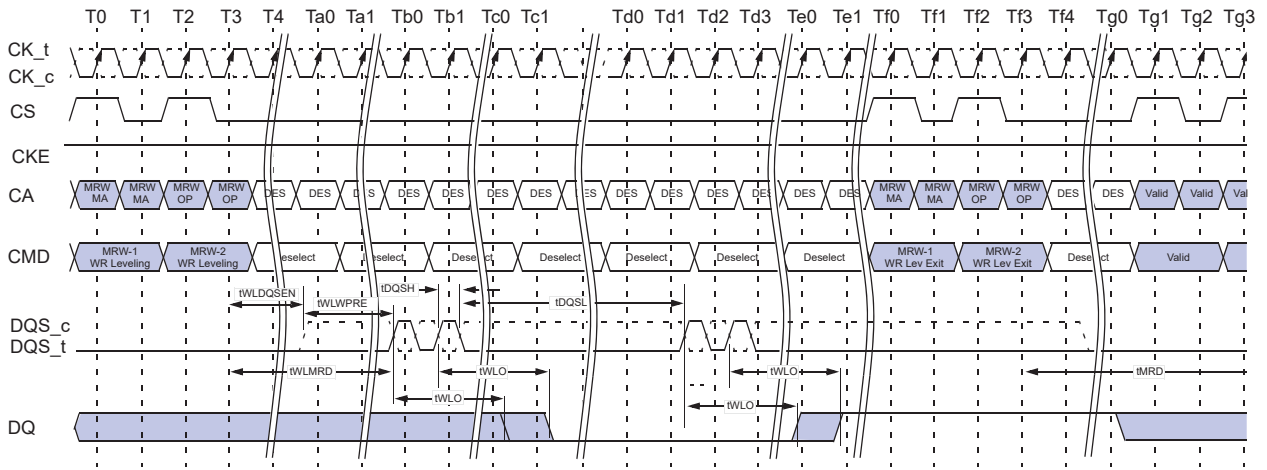 T0 T1 T2 T3 T4 Ta0 Ta1 Tb0 Tb1 Tc0 Tc1 Td0 Td1 Td2 Td3 Te0 Te1 Tf0 Tf1 Tf2 Tf3 Tf4 Tg0 Tg1 Tg2 Tg3
CK_t
CK_c
CS
CKE
CA MRW MA MRW MA MRW OP MRW OP DES DES DES DES DES DES DES DES DES DES DES DES DES DES MRW MA MRW MA MRW OP MRW OP DES DES Valid Valid Val
CMD MRW-1 WR Leveling MRW-2 WR Leveling Deselect Deselect Deselect Deselect Deselect Deselect Deselect MRW-1 WR Lev Exit MRW-2 WR Lev Exit Deselect Valid
tWLDQSEN tWLWPRE tDQSH tDQSL
DQS_c
DQS_t
tWLMRD tWLO tWLO tMRD
tWLO tWLO
DQ